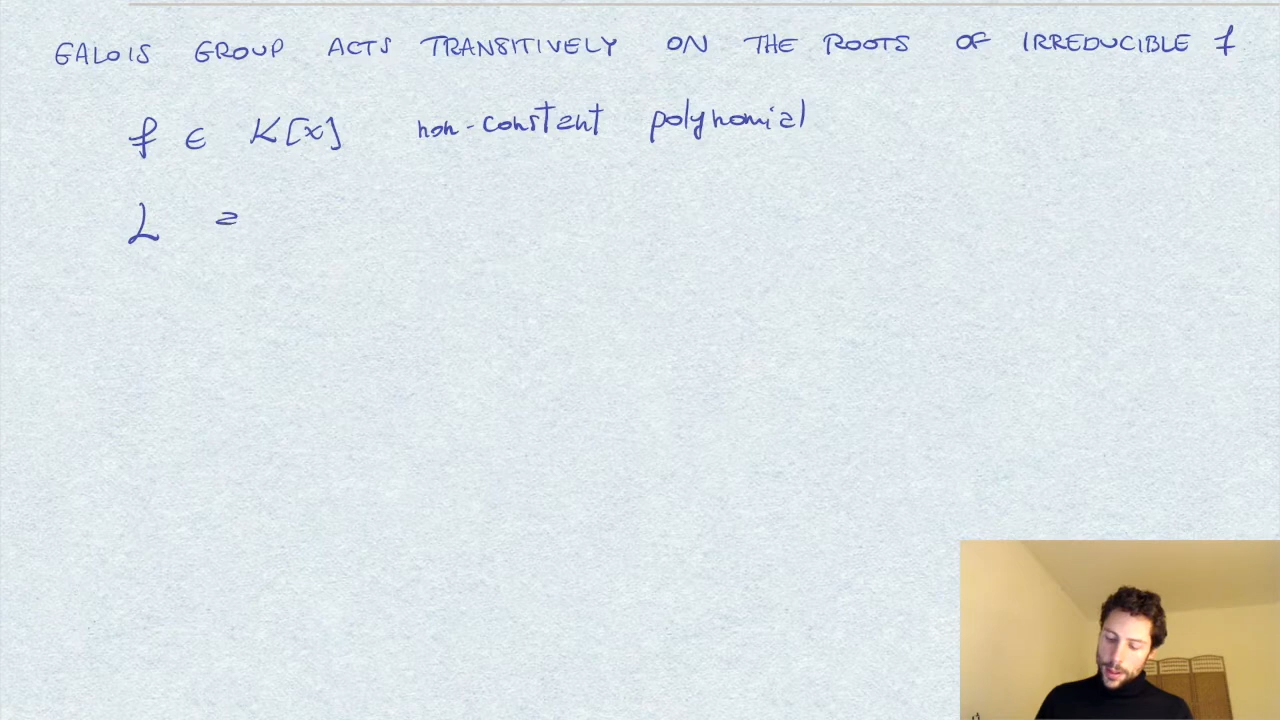 GALOIS GROUP ACTS TRANSITIVELY ON THE ROOTS OF IRREDUCIBLE f
f ∈ K[x] non-constant polynomial
L =